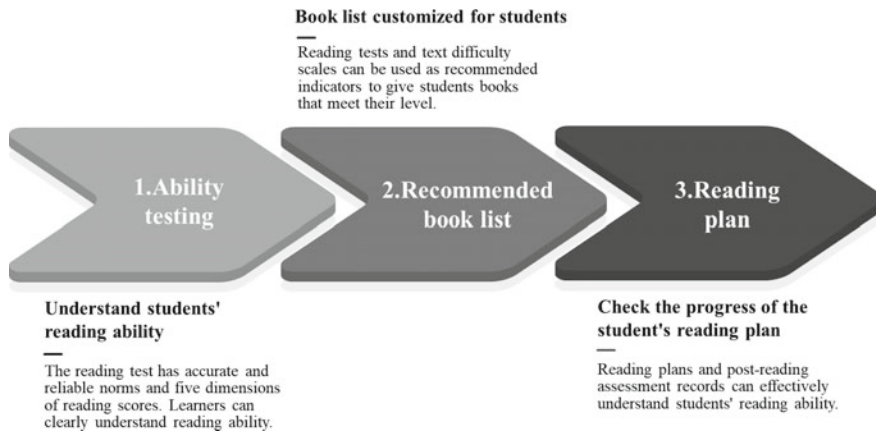 Book list customized for students
Reading tests and text difficulty
scales can be used as recommended
indicators to give students books
that meet their level.
1.Ability
testing
2.Recommended
book list
3.Reading
plan
Understand students'
reading ability
The reading test has accurate and
reliable norms and five dimensions
of reading scores. Learners can
clearly understand reading ability.
Check the progress of the
student's reading plan
Reading plans and post-reading
assessment records can effectively
understand students' reading ability.